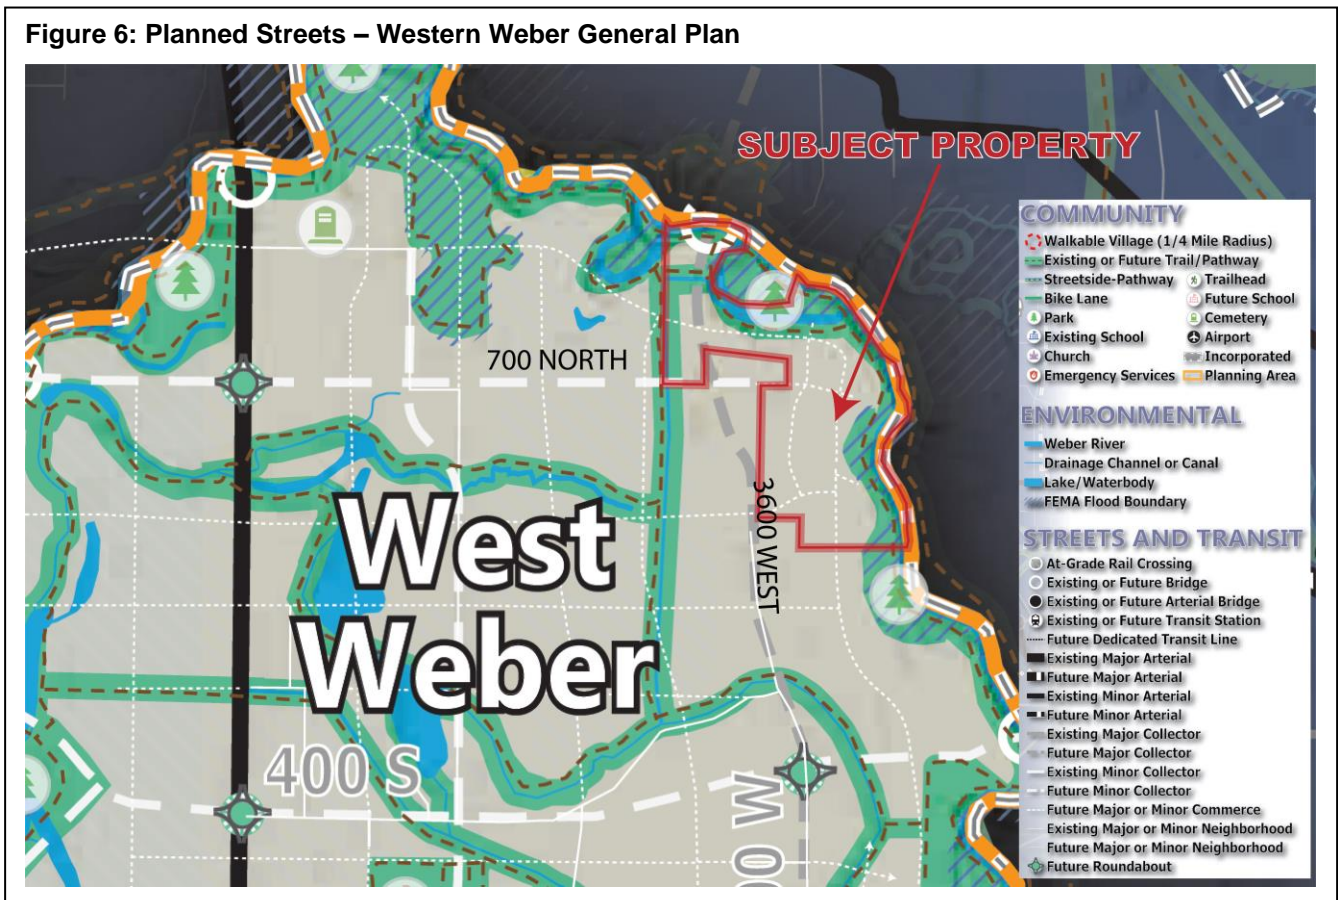 Figure 6: Planned Streets – Western Weber General Plan
SUBJECT PROPERTY
700 NORTH
3600 WEST
West
Weber
400 S
00 W
COMMUNITY
Walkable Village (1/4 Mile Radius)
Existing or Future Trail/Pathway
Streetside-Pathway
Trailhead
Bike Lane
Future School
Park
Cemetery
Existing School
Airport
Church
Incorporated
Emergency Services
Planning Area
ENVIRONMENTAL
Weber River
Drainage Channel or Canal
Lake/Waterbody
FEMA Flood Boundary
STREETS AND TRANSIT
At-Grade Rail Crossing
Existing or Future Bridge
Existing or Future Arterial Bridge
Existing or Future Transit Station
Future Dedicated Transit Line
Existing Major Arterial
Future Major Arterial
Existing Minor Arterial
Future Minor Arterial
Existing Major Collector
Future Major Collector
Existing Minor Collector
Future Minor Collector
Future Major or Minor Commerce
Existing Major or Minor Neighborhood
Future Major or Minor Neighborhood
Future Roundabout